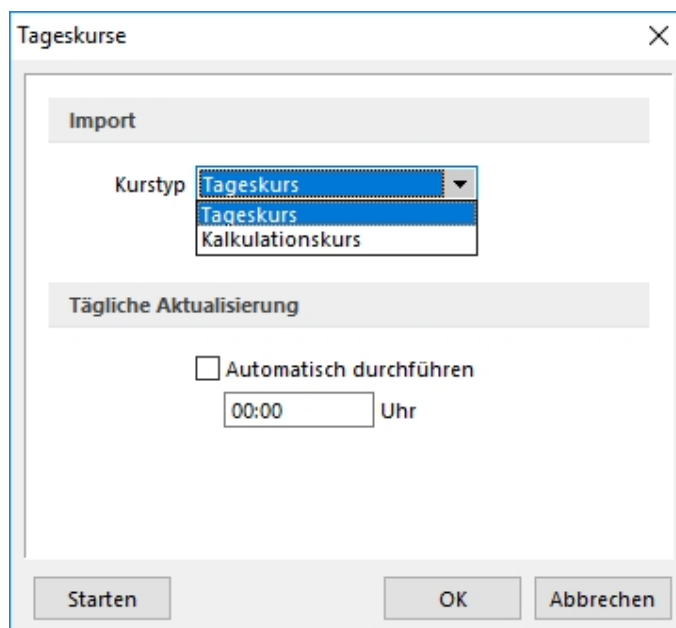 Tageskurse
Import
Kurstyp Tageskurs
Tageskurs
Kalkulationskurs
Tägliche Aktualisierung
Automatisch durchführen
00:00 Uhr
Starten OK Abbrechen